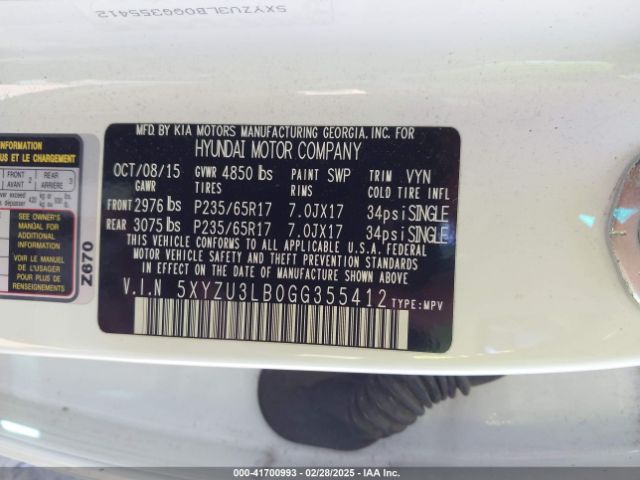 5XYZU3LB0GG355412
INFORMATION
US ET LE CHARGEMENT
FRONT 2 REAR 3
AVANT ARRIERE
SEE OWNER'S
MANUAL FOR
ADDITIONAL
INFORMATION
VOIR LE MANUEL
DE L'USAGER
POUR PLUS DE
RENSEIGNEMENTS
Z670
MFD. BY KIA MOTORS MANUFACTURING GEORGIA, INC. FOR
HYUNDAI MOTOR COMPANY
OCT/08/15 GVWR 4850 lbs PAINT SWP TRIM VYN
GAWR TIRES RIMS COLD TIRE INFL
FRONT 2976 lbs P235/65R17 7.0JX17 34psi SINGLE
REAR 3075 lbs P235/65R17 7.0JX17 34psi SINGLE
THIS VEHICLE CONFORMS TO ALL APPLICABLE U.S.A. FEDERAL
MOTOR VEHICLE SAFETY AND THEFT PREVENTION STANDARDS
IN EFFECT ON THE DATE OF MANUFACTURE SHOWN ABOVE.
V.I.N 5XYZU3LB0GG355412 TYPE:MPV
000-41700993 - 02/28/2025 - IAA Inc.